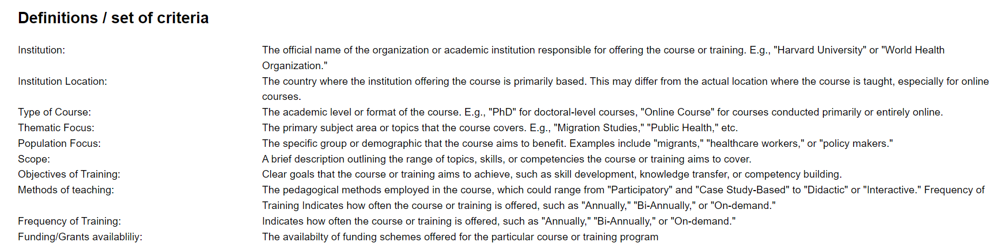 Definitions / set of criteria
Institution: The official name of the organization or academic institution responsible for offering the course or training. E.g., "Harvard University" or "World Health
Organization."
Institution Location: The country where the institution offering the course is primarily based. This may differ from the actual location where the course is taught, especially for online
courses.
Type of Course: The academic level or format of the course. E.g., "PhD" for doctoral-level courses, "Online Course" for courses conducted primarily or entirely online.
Thematic Focus: The primary subject area or topics that the course covers. E.g., "Migration Studies," "Public Health," etc.
Population Focus: The specific group or demographic that the course aims to benefit. Examples include "migrants," "healthcare workers," or "policy makers."
Scope: A brief description outlining the range of topics, skills, or competencies the course or training aims to cover.
Objectives of Training: Clear goals that the course or training aims to achieve, such as skill development, knowledge transfer, or competency building.
Methods of teaching: The pedagogical methods employed in the course, which could range from "Participatory" and "Case Study-Based" to "Didactic" or "Interactive." Frequency of
Training Indicates how often the course or training is offered, such as "Annually," "Bi-Annually," or "On-demand."
Frequency of Training: Indicates how often the course or training is offered, such as "Annually," "Bi-Annually," or "On-demand."
Funding/Grants availabliliy: The availabilty of funding schemes offered for the particular course or training program